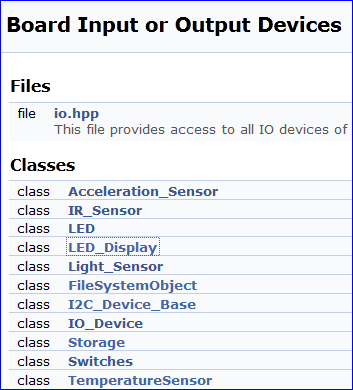 Board Input or Output Devices
Files
file io.hpp
This file provides access to all IO devices of
Classes
class Acceleration_Sensor
class IR_Sensor
class LED
class LED_Display
class Light_Sensor
class FileSystemObject
class I2C_Device_Base
class IO_Device
class Storage
class Switches
class TemperatureSensor